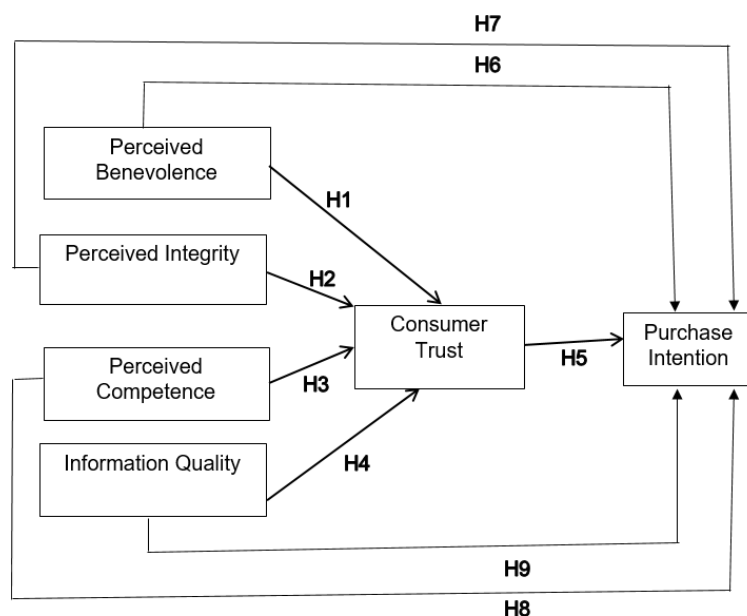 H7
H6
Perceived
Benevolence
H1
Perceived Integrity
H2
Consumer
Trust
Purchase
Intention
H5
Perceived
Competence
H3
Information Quality
H4
H9
H8